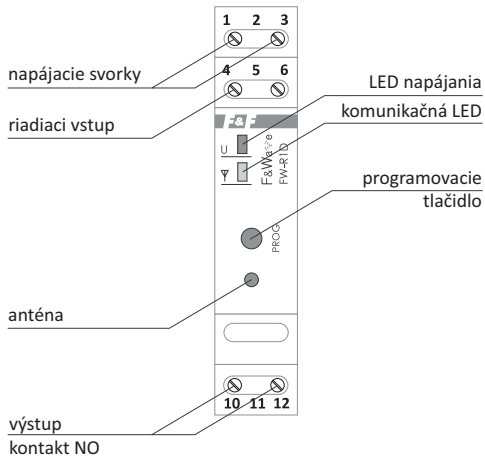 1 2 3
napájacie svorky
4 5 6
LED napájania
riadiaci vstup
komunikačná LED
F&F
U
F&Wave
FW-R1D
programovacie
tlačidlo
PROG
anténa
10 11 12
výstup
kontakt NO